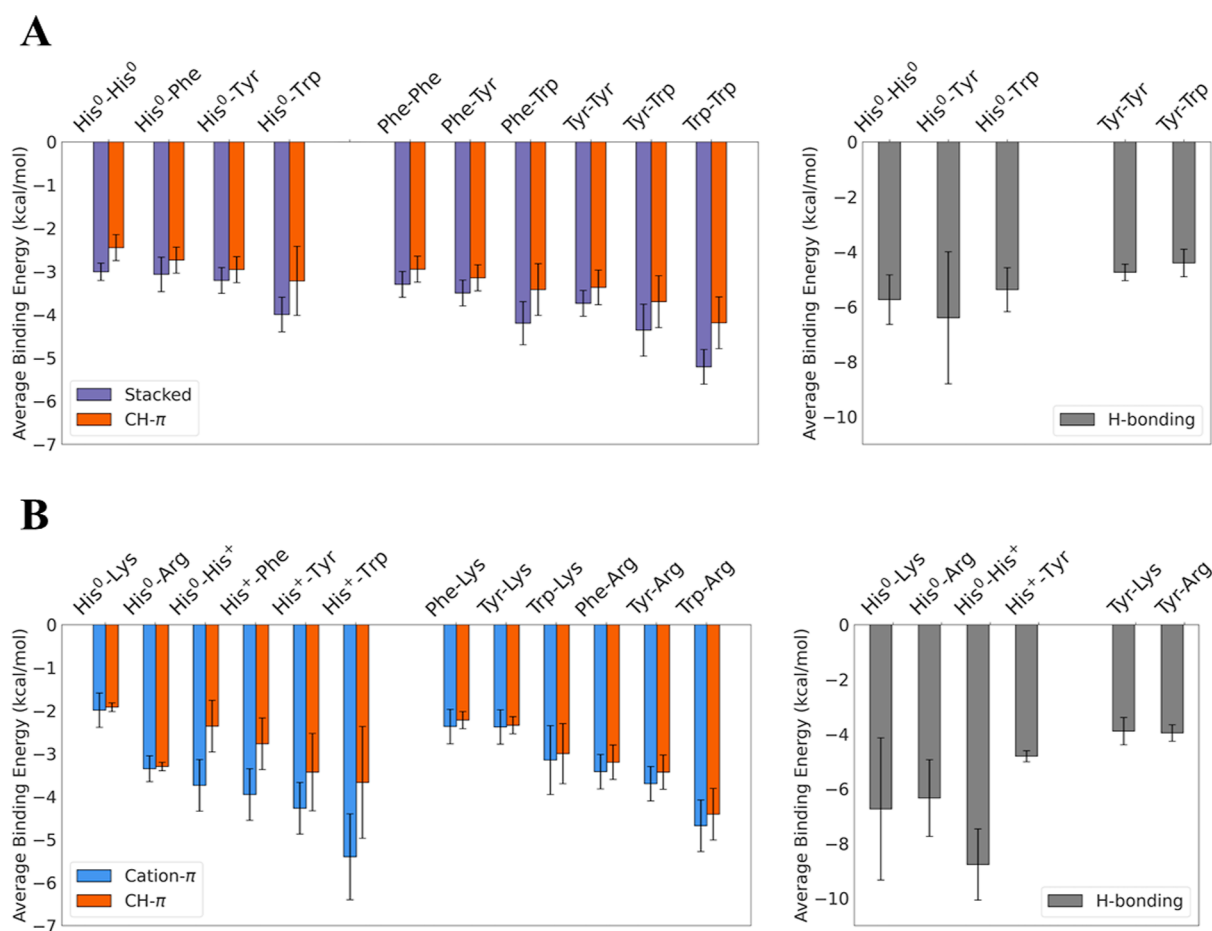 A
His⁰-His⁰
His⁰-Phe
His⁰-Tyr
His⁰-Trp
Phe-Phe
Phe-Tyr
Phe-Trp
Tyr-Tyr
Tyr-Trp
Trp-Trp
0
−1
−2
−3
−4
−5
−6
−7
Average Binding Energy (kcal/mol)
Stacked
CH-π
His⁰-His⁰
His⁰-Tyr
His⁰-Trp
Tyr-Tyr
Tyr-Trp
0
−2
−4
−6
−8
−10
Average Binding Energy (kcal/mol)
H-bonding
B
His⁰-Lys
His⁰-Arg
His⁰-His⁺
His⁺-Phe
His⁺-Tyr
His⁺-Trp
Phe-Lys
Tyr-Lys
Trp-Lys
Phe-Arg
Tyr-Arg
Trp-Arg
0
−1
−2
−3
−4
−5
−6
−7
Average Binding Energy (kcal/mol)
Cation-π
CH-π
His⁰-Lys
His⁰-Arg
His⁰-His⁺
His⁺-Tyr
Tyr-Lys
Tyr-Arg
0
−2
−4
−6
−8
−10
Average Binding Energy (kcal/mol)
H-bonding